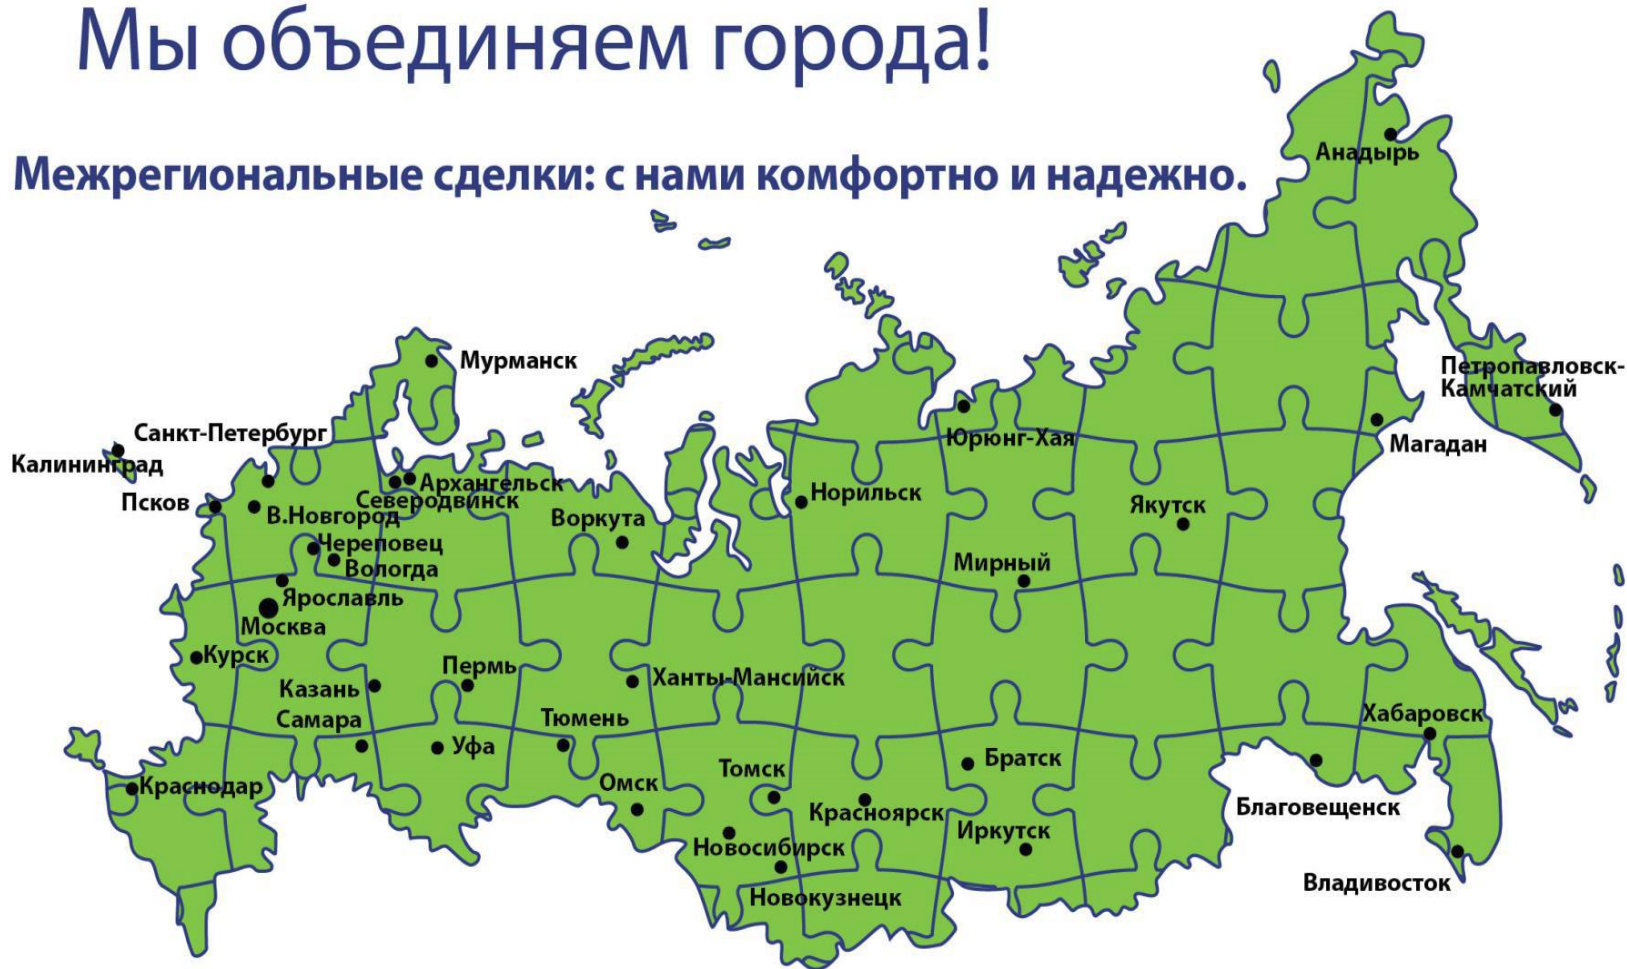 Мы объединяем города!
Межрегиональные сделки: с нами комфортно и надежно.
Анадырь
Мурманск
Петропавловск-
Камчатский
Санкт-Петербург
Юрюнг-Хая
Магадан
Калининград
Архангельск
Северодвинск
Норильск
Псков
Якутск
В.Новгород
Воркута
Череповец
Вологда
Мирный
Ярославль
Москва
Курск
Пермь
Ханты-Мансийск
Казань
Самара
Тюмень
Хабаровск
Уфа
Братск
Томск
Омск
Краснодар
Красноярск
Благовещенск
Иркутск
Новосибирск
Владивосток
Новокузнецк